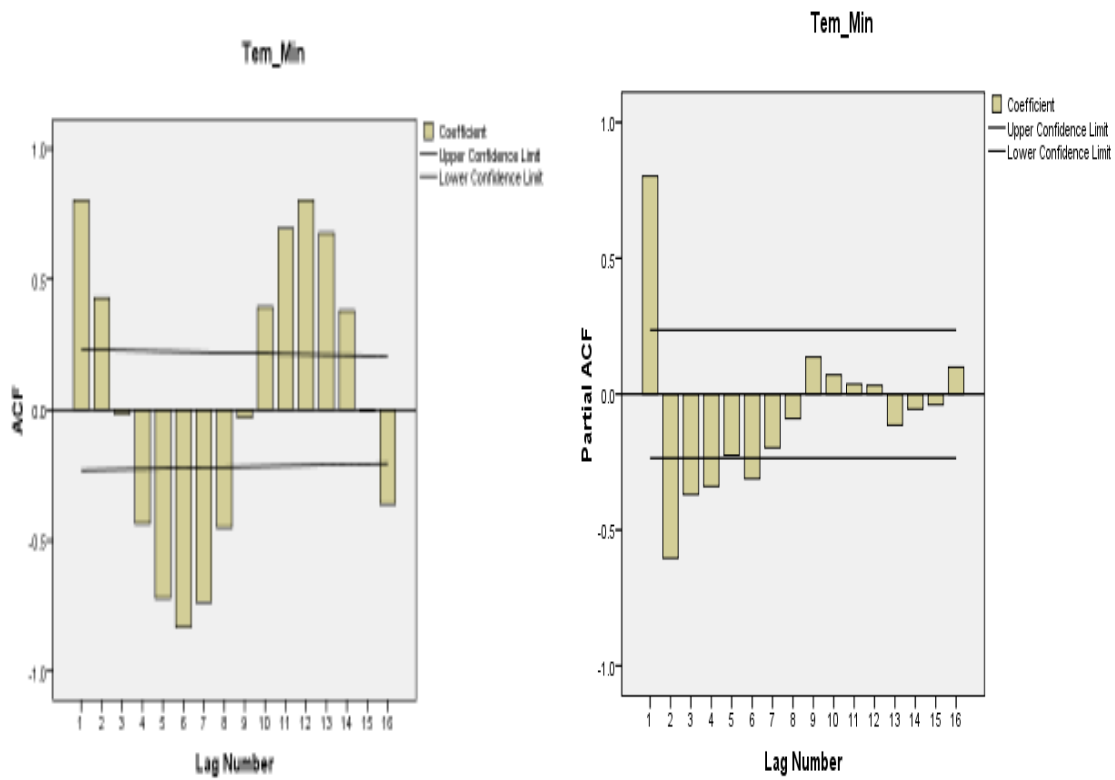 Tem_Min
Coefficient
Upper Confidence Limit
Lower Confidence Limit
1.0
0.5
0.0
-0.5
-1.0
ACF
1 2 3 4 5 6 7 8 9 10 11 12 13 14 15 16
Lag Number
Tem_Min
Coefficient
Upper Confidence Limit
Lower Confidence Limit
1.0
0.5
0.0
-0.5
-1.0
Partial ACF
1 2 3 4 5 6 7 8 9 10 11 12 13 14 15 16
Lag Number